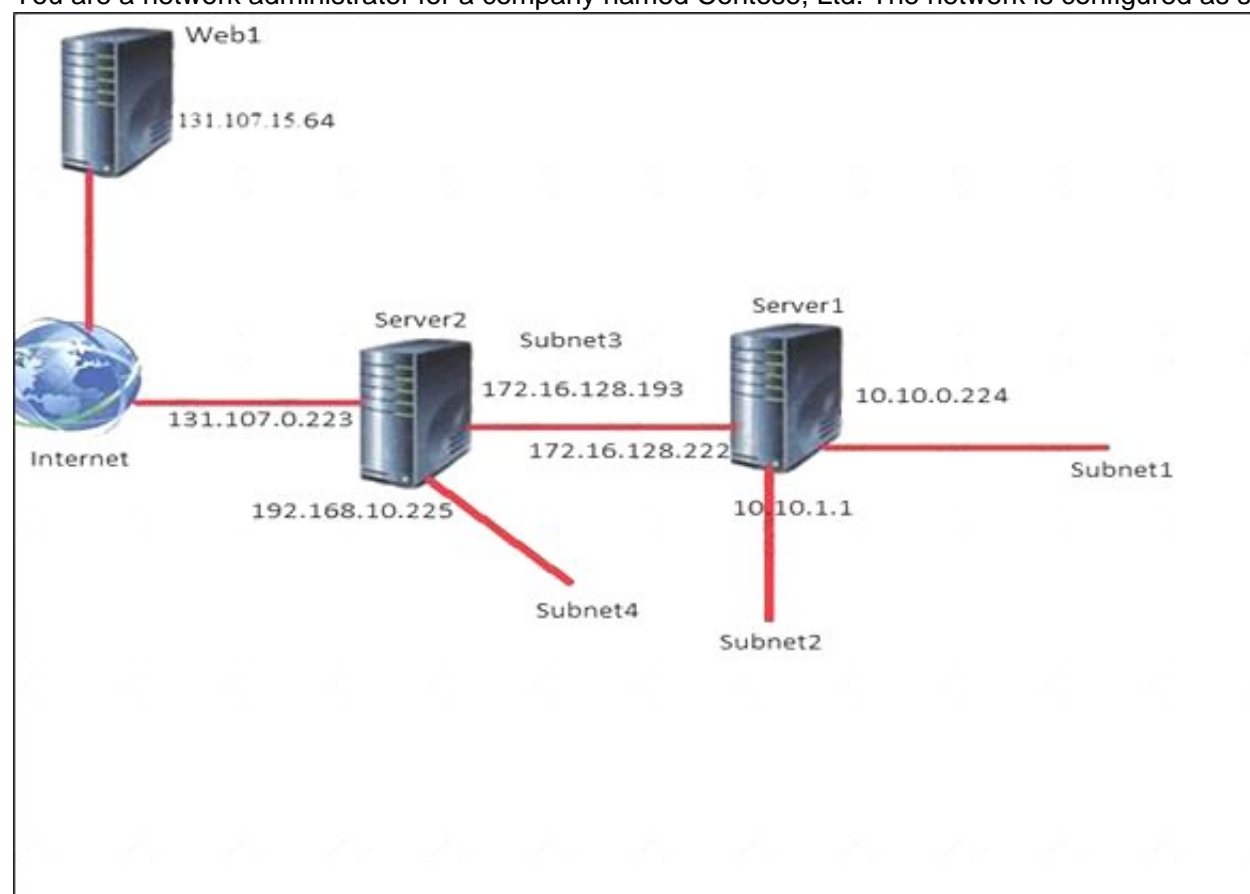 You are a network administrator for a company named Contoso, Ltd. The network is configured as
Web1
131.107.15.64
Server2
Subnet3
Server1
172.16.128.193
10.10.0.224
131.107.0.223
172.16.128.222
Internet
Subnet1
192.168.10.225
10.10.1.1
Subnet4
Subnet2